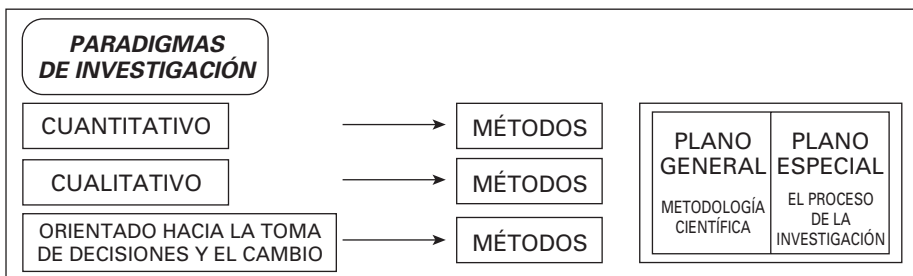 PARADIGMAS
DE INVESTIGACIÓN
CUANTITATIVO
MÉTODOS
CUALITATIVO
MÉTODOS
ORIENTADO HACIA LA TOMA
DE DECISIONES Y EL CAMBIO
MÉTODOS
PLANO
GENERAL
METODOLOGÍA
CIENTÍFICA
PLANO
ESPECIAL
EL PROCESO
DE LA
INVESTIGACIÓN